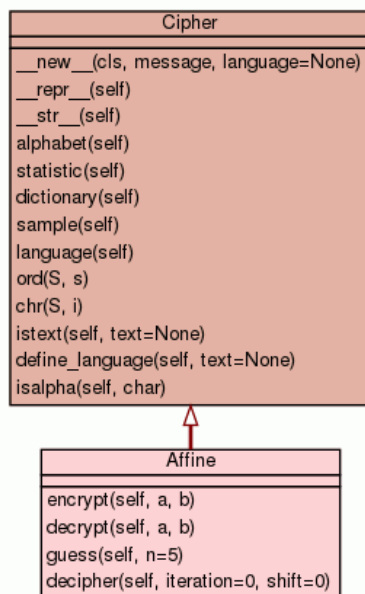 Cipher
__new__(cls, message, language=None)
__repr__(self)
__str__(self)
alphabet(self)
statistic(self)
dictionary(self)
sample(self)
language(self)
ord(S, s)
chr(S, i)
istext(self, text=None)
define_language(self, text=None)
isalpha(self, char)
Affine
encrypt(self, a, b)
decrypt(self, a, b)
guess(self, n=5)
decipher(self, iteration=0, shift=0)